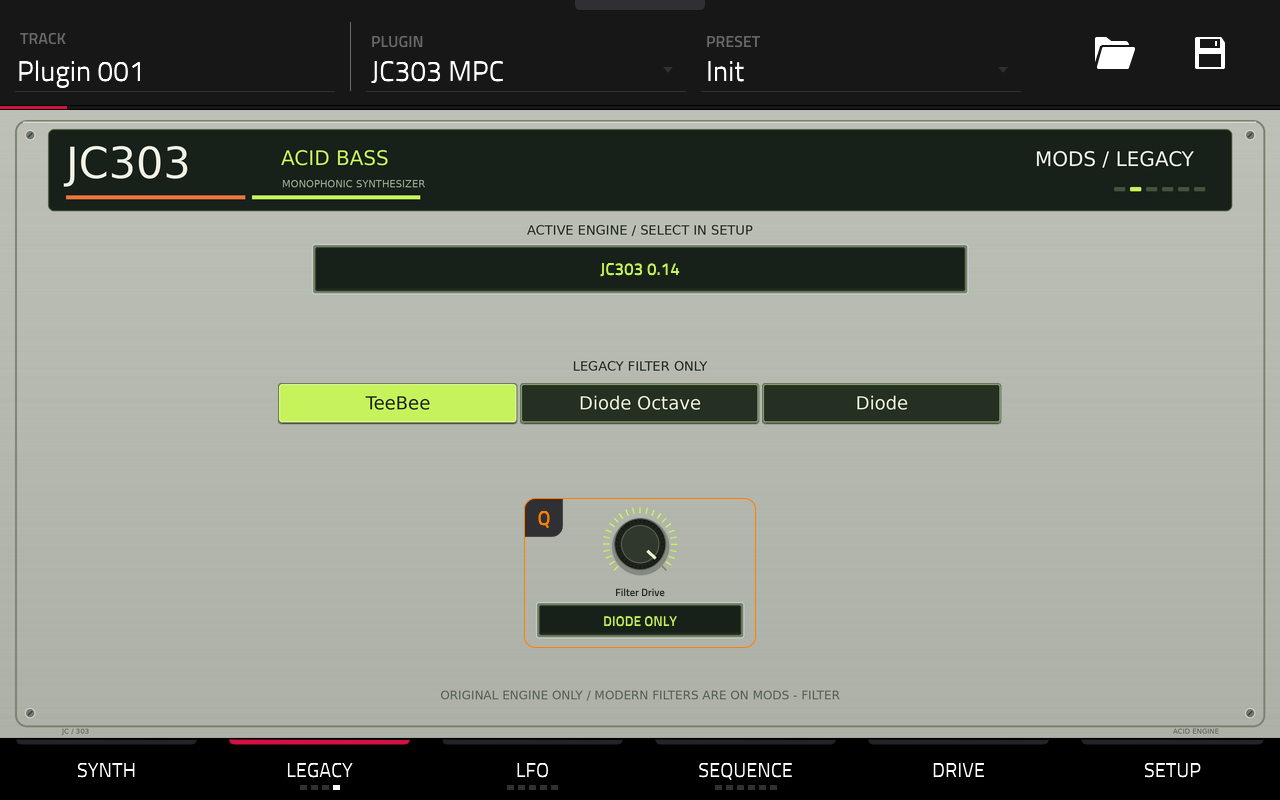 TRACK
Plugin 001
PLUGIN
JC303 MPC
PRESET
Init
JC303
ACID BASS
MONOPHONIC SYNTHESIZER
MODS / LEGACY
ACTIVE ENGINE / SELECT IN SETUP
JC303 0.14
LEGACY FILTER ONLY
TeeBee
Diode Octave
Diode
Q
Filter Drive
DIODE ONLY
ORIGINAL ENGINE ONLY / MODERN FILTERS ARE ON MODS - FILTER
JC / 303
ACID ENGINE
SYNTH
LEGACY
LFO
SEQUENCE
DRIVE
SETUP